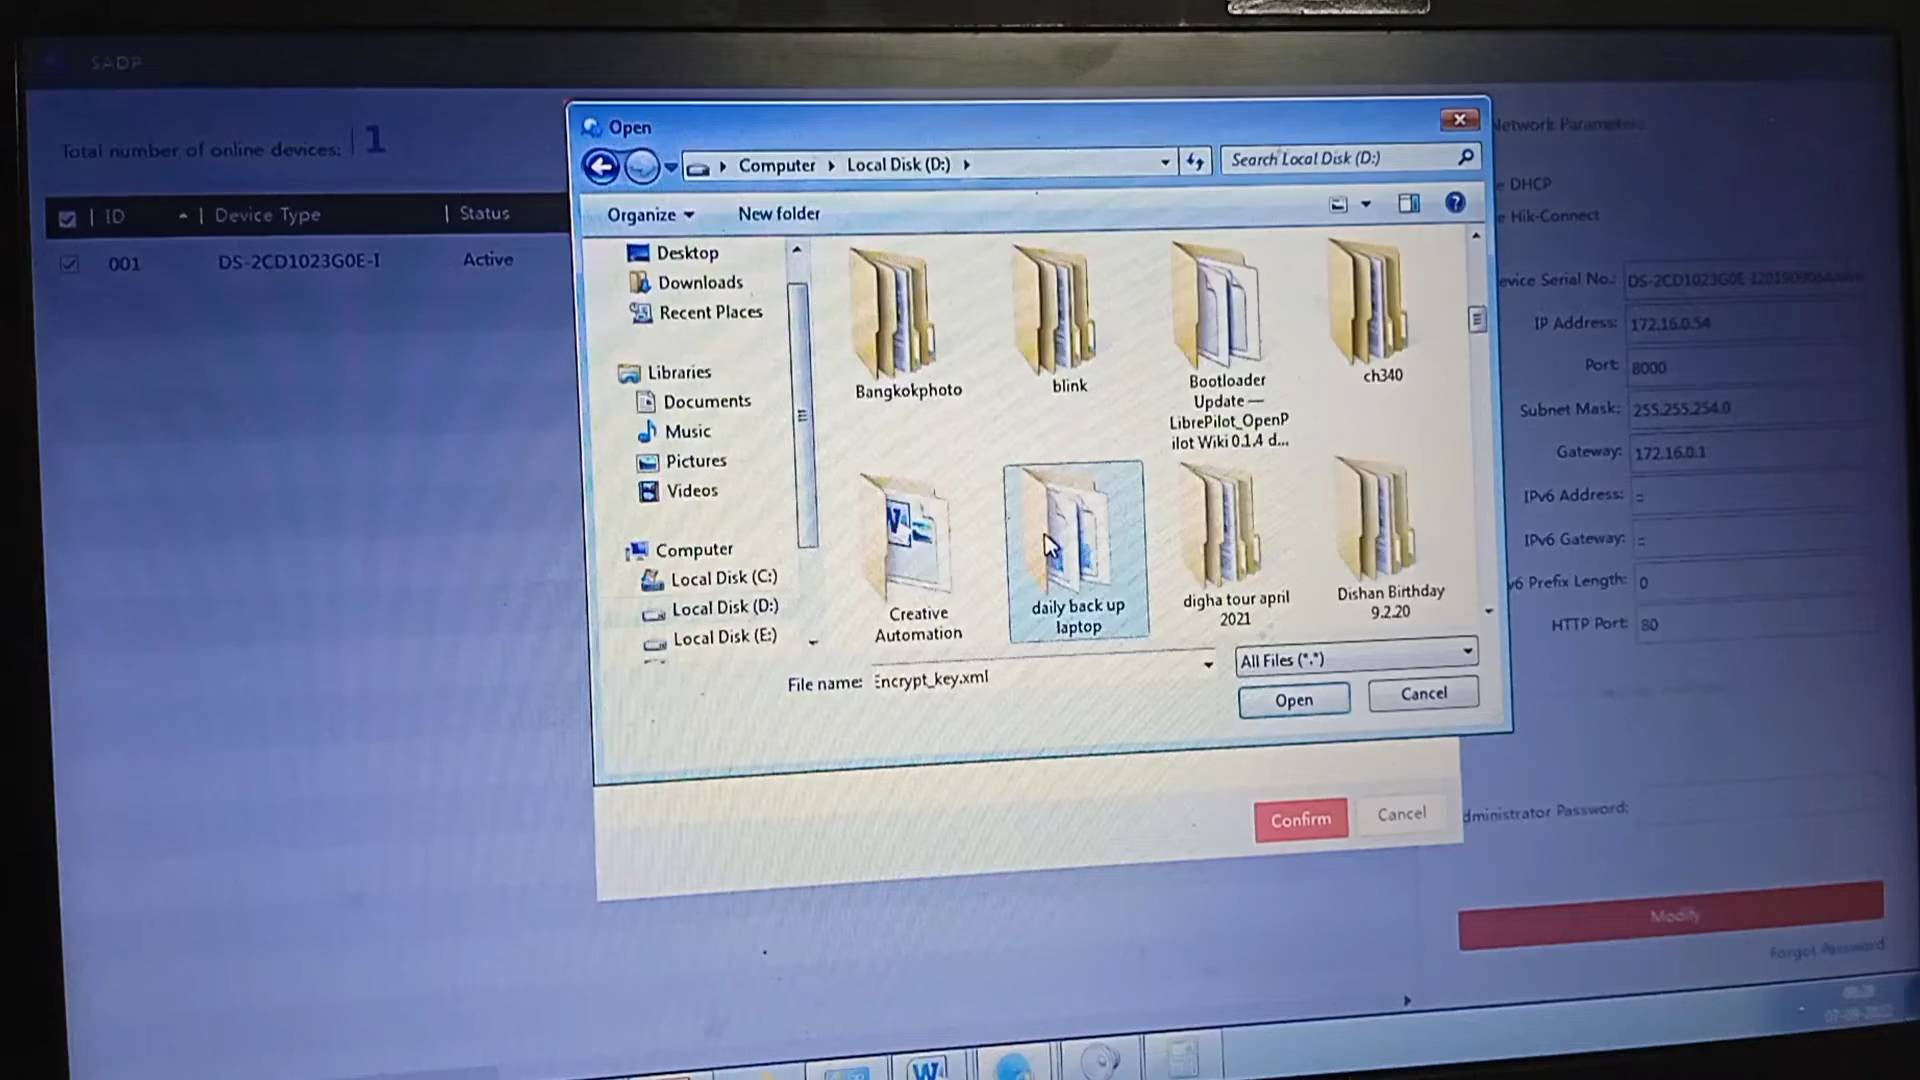 SADP
Total number of online devices: 1
ID
Device Type
Status
001
DS-2CD1023G0E-I
Active
Open
Computer
Local Disk (D:)
Search Local Disk (D:)
Organize
New folder
Desktop
Downloads
Recent Places
Libraries
Documents
Music
Pictures
Videos
Computer
Local Disk (C:)
Local Disk (D:)
Local Disk (E:)
Bangkokphoto
blink
Bootloader
Update —
LibrePilot_OpenP
ilot Wiki 0.1.4 d...
ch340
Creative
Automation
daily back up
laptop
digha tour april
2021
Dishan Birthday
9.2.20
File name: Encrypt_key.xml
All Files (*.*)
Open
Cancel
Confirm
Cancel
Network Parameters
DHCP
Hik-Connect
evice Serial No.:
IP Address: 172.16.0.54
Port: 8000
Subnet Mask: 255.255.254.0
Gateway: 172.16.0.1
IPv6 Address: ::
IPv6 Gateway: ::
v6 Prefix Length: 0
HTTP Port: 80
dministrator Password:
Modify
Forgot Password